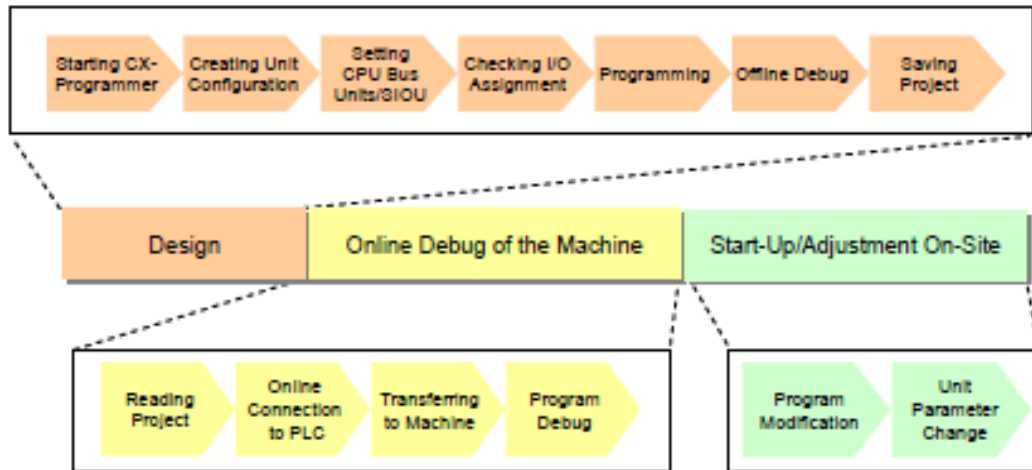 Starting CX-
Programmer
Creating Unit
Configuration
Setting
CPU Bus
Units/SIOU
Checking I/O
Assignment
Programming
Offline Debug
Saving
Project
Design
Online Debug of the Machine
Start-Up/Adjustment On-Site
Reading
Project
Online
Connection
to PLC
Transferring
to Machine
Program
Debug
Program
Modification
Unit
Parameter
Change